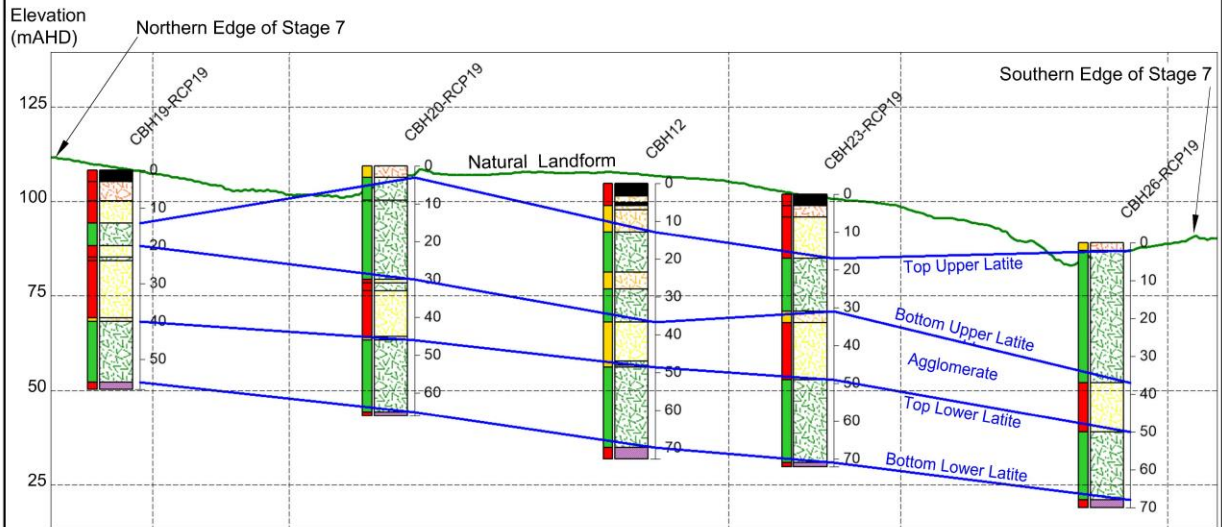 Elevation
(mAHD)
Northern Edge of Stage 7
Southern Edge of Stage 7
CBH19-RCP19
CBH20-RCP19
CBH12
CBH23-RCP19
CBH26-RCP19
Natural Landform
125
100
75
50
25
0
10
20
30
40
50
0
10
20
30
40
50
60
0
10
20
30
40
50
60
70
0
10
20
30
40
50
60
70
0
10
20
30
40
50
60
70
Top Upper Latite
Bottom Upper Latite
Agglomerate
Top Lower Latite
Bottom Lower Latite